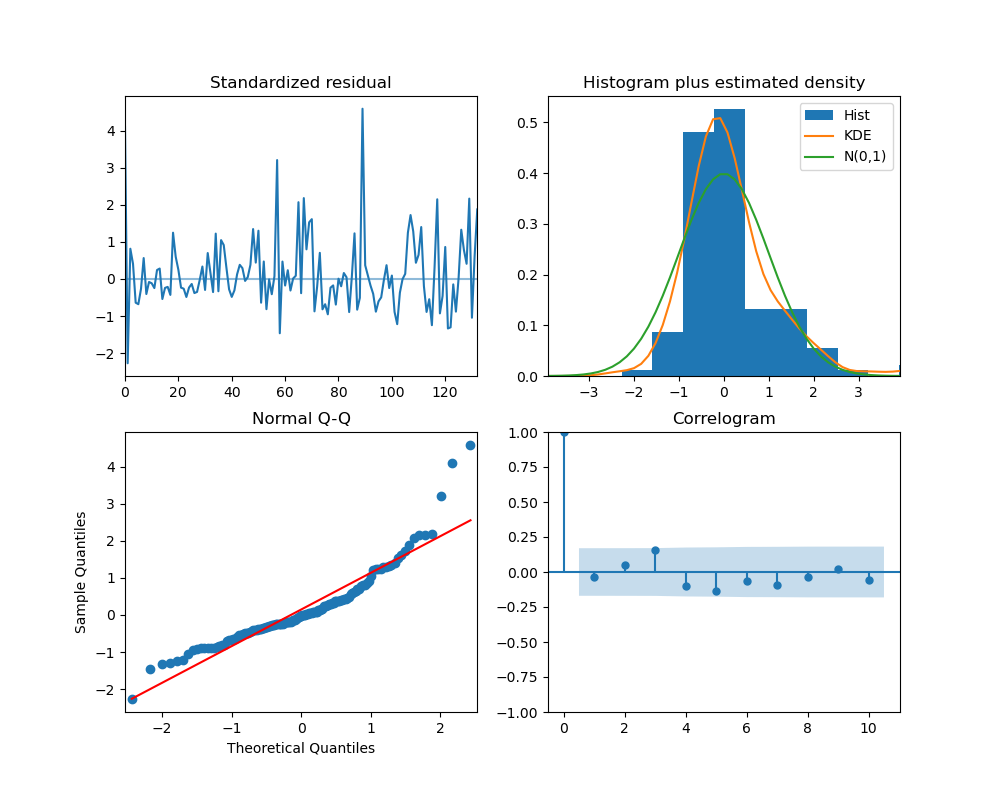 Standardized residual
4
3
2
1
0
−1
−2
0 20 40 60 80 100 120
Histogram plus estimated density
Hist
KDE
N(0,1)
0.5
0.4
0.3
0.2
0.1
0.0
−3 −2 −1 0 1 2 3
Normal Q-Q
Sample Quantiles
4
3
2
1
0
−1
−2
−2 −1 0 1 2
Theoretical Quantiles
Correlogram
1.00
0.75
0.50
0.25
0.00
−0.25
−0.50
−0.75
−1.00
0 2 4 6 8 10